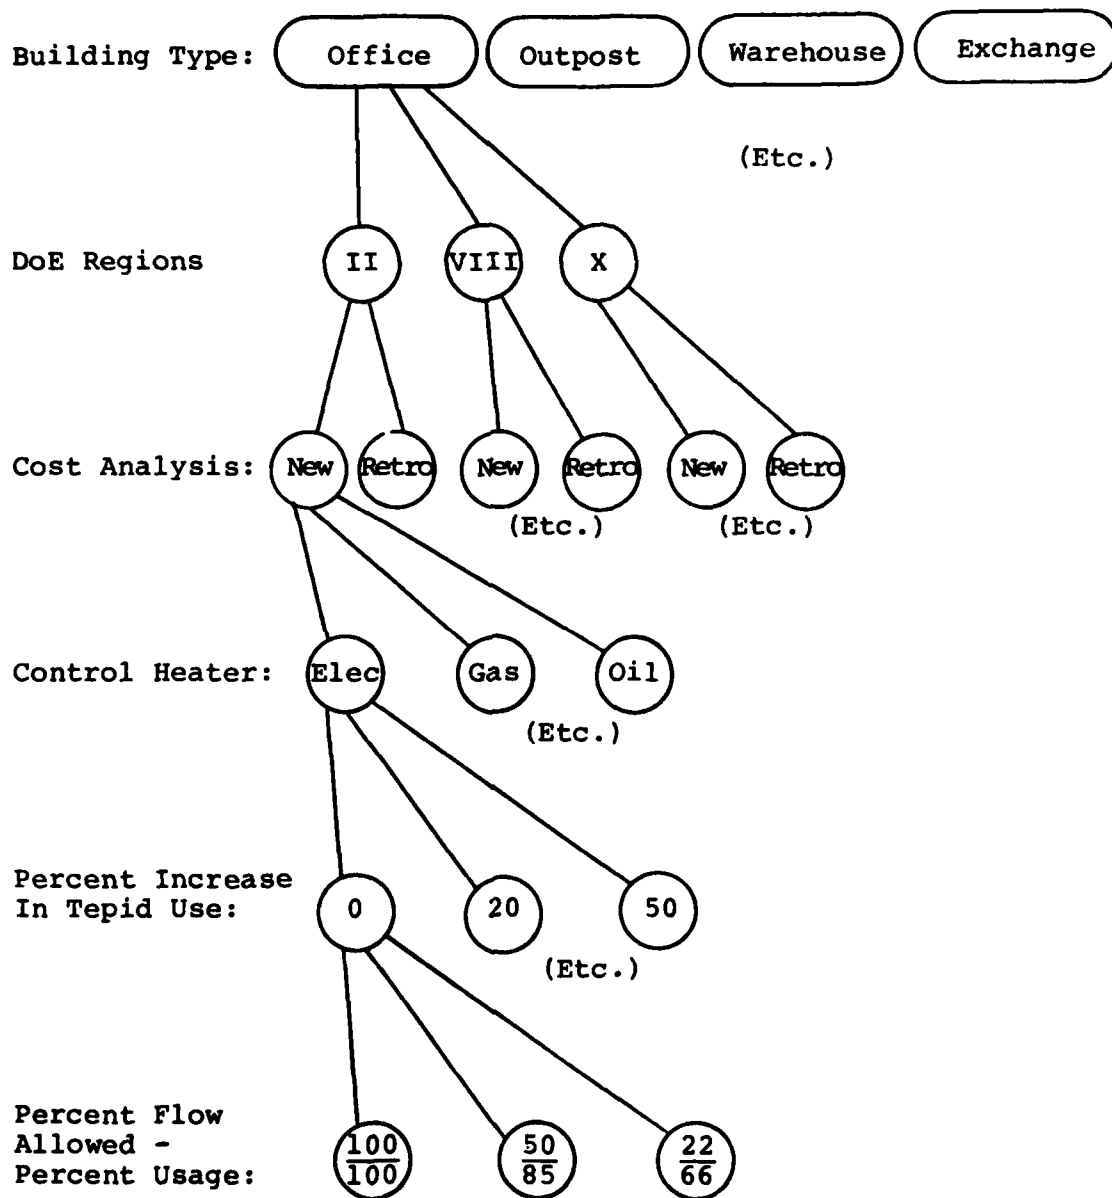 Building Type: Office Outpost Warehouse Exchange
(Etc.)
DoE Regions II VIII X
Cost Analysis: New Retro New Retro New Retro
(Etc.) (Etc.)
Control Heater: Elec Gas Oil
(Etc.)
Percent Increase
In Tepid Use: 0 20 50
(Etc.)
Percent Flow
Allowed - 100 50 22
Percent Usage: 100 85 66